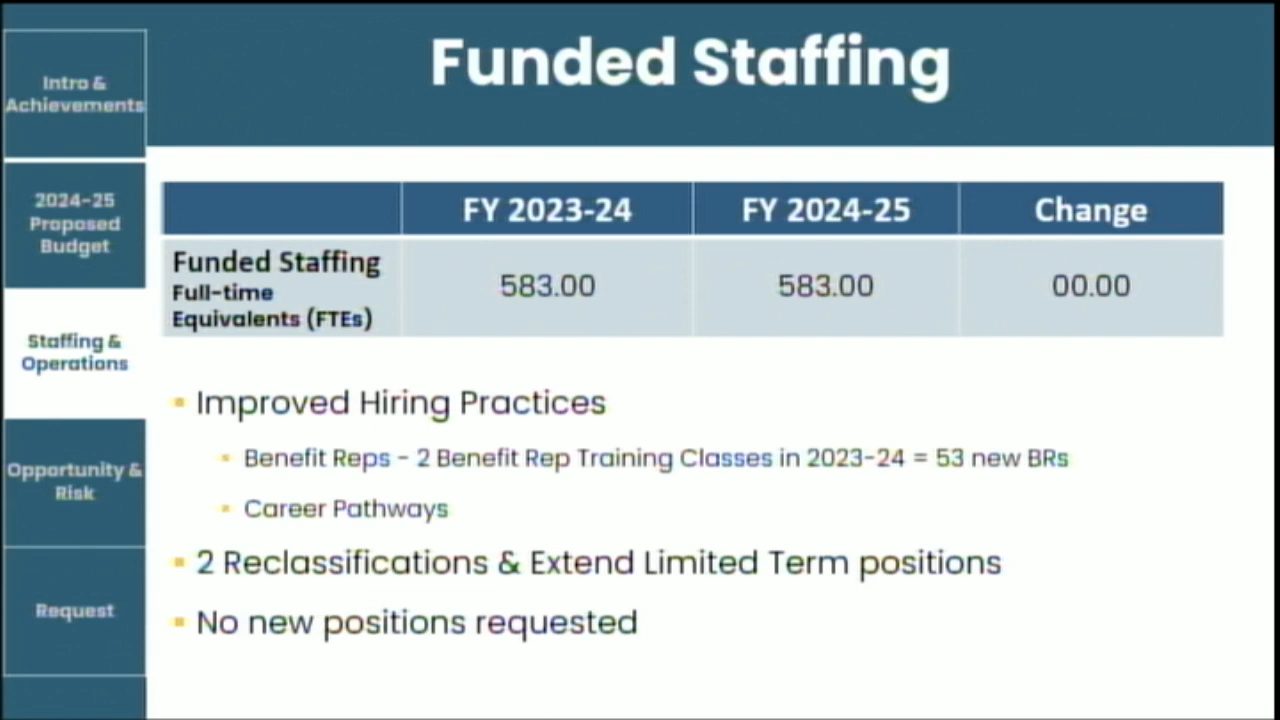 Funded Staffing
Intro &
Achievements
2024-25
Proposed
Budget
Staffing &
Operations
Opportunity &
Risk
Request
FY 2023-24 FY 2024-25 Change
Funded Staffing
Full-time
Equivalents (FTEs)
583.00 583.00 00.00
▪ Improved Hiring Practices
▪ Benefit Reps - 2 Benefit Rep Training Classes in 2023-24 = 53 new BRs
▪ Career Pathways
▪ 2 Reclassifications & Extend Limited Term positions
▪ No new positions requested